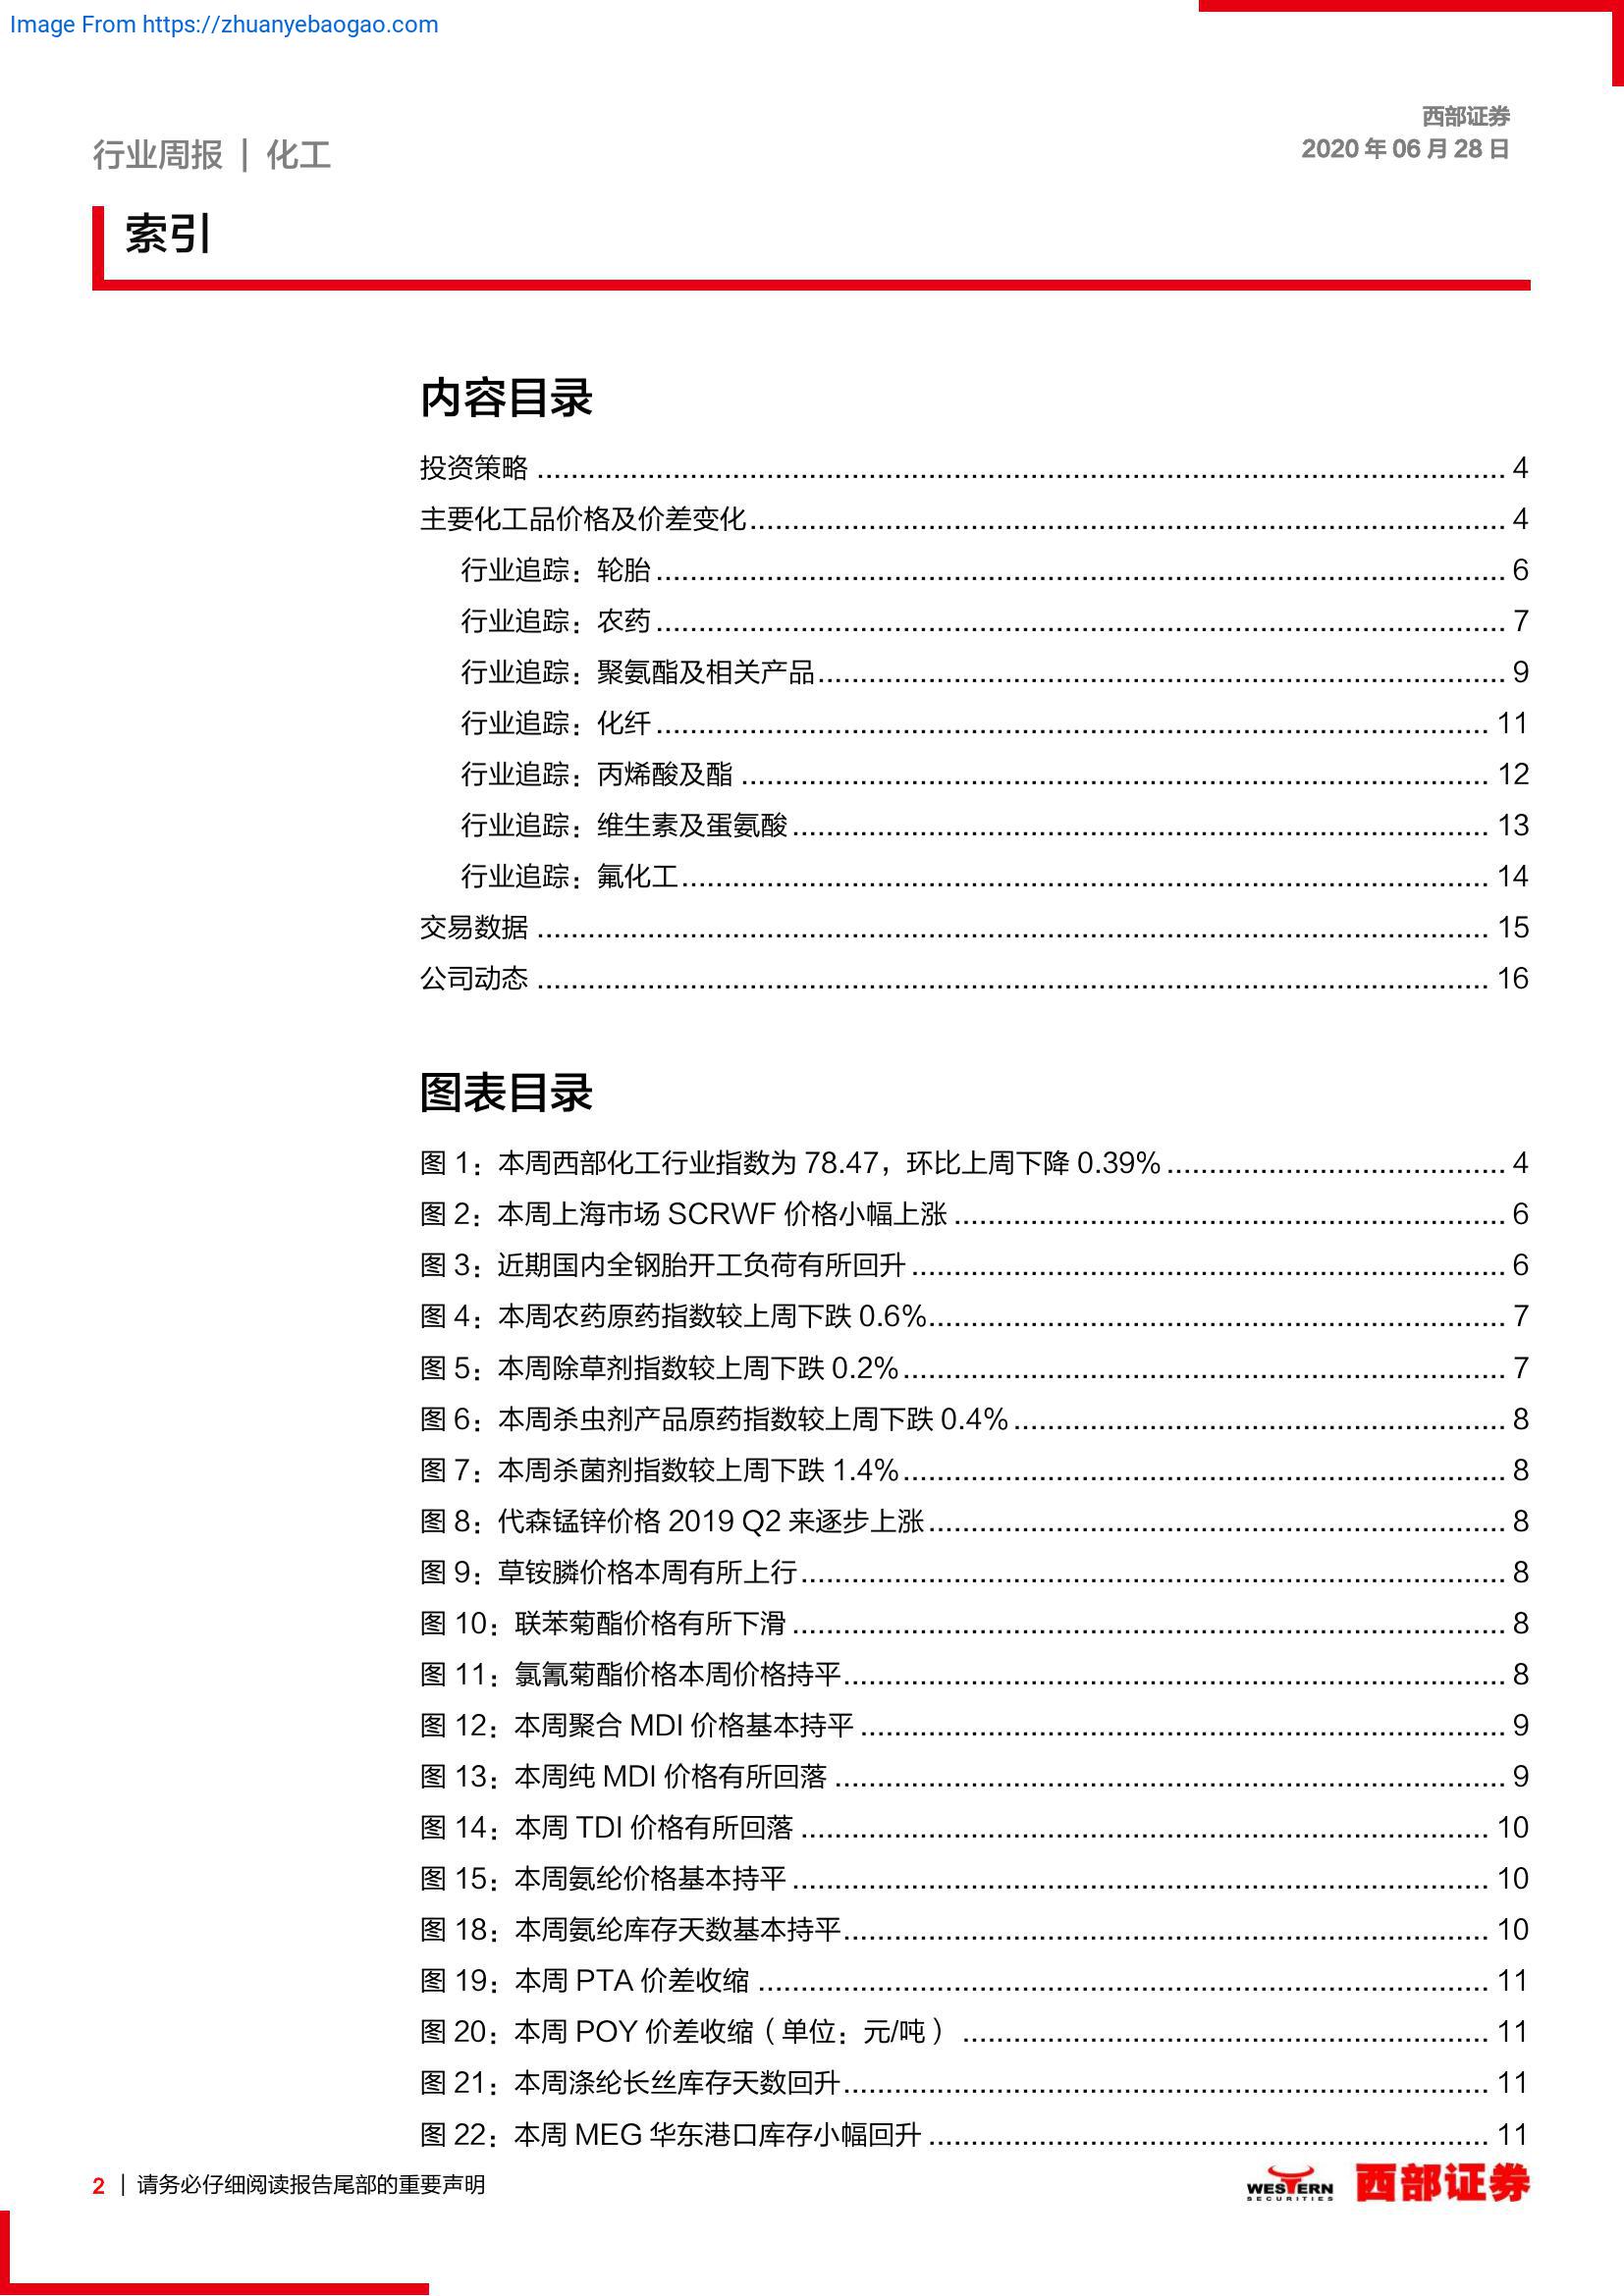 Image From https://zhuanyebaogao.com
西部证券
行业周报 | 化工
2020 年 06 月 28 日
索引
内容目录
投资策略 4
主要化工品价格及价差变化 4
行业追踪：轮胎 6
行业追踪：农药 7
行业追踪：聚氨酯及相关产品 9
行业追踪：化纤 11
行业追踪：丙烯酸及酯 12
行业追踪：维生素及蛋氨酸 13
行业追踪：氟化工 14
交易数据 15
公司动态 16
图表目录
图 1：本周西部化工行业指数为 78.47，环比上周下降 0.39% 4
图 2：本周上海市场 SCRWF 价格小幅上涨 6
图 3：近期国内全钢胎开工负荷有所回升 6
图 4：本周农药原药指数较上周下跌 0.6% 7
图 5：本周除草剂指数较上周下跌 0.2% 7
图 6：本周杀虫剂产品原药指数较上周下跌 0.4% 8
图 7：本周杀菌剂指数较上周下跌 1.4% 8
图 8：代森锰锌价格 2019 Q2 来逐步上涨 8
图 9：草铵膦价格本周有所上行 8
图 10：联苯菊酯价格有所下滑 8
图 11：氯氰菊酯价格本周价格持平 8
图 12：本周聚合 MDI 价格基本持平 9
图 13：本周纯 MDI 价格有所回落 9
图 14：本周 TDI 价格有所回落 10
图 15：本周氨纶价格基本持平 10
图 18：本周氨纶库存天数基本持平 10
图 19：本周 PTA 价差收缩 11
图 20：本周 POY 价差收缩（单位：元/吨） 11
图 21：本周涤纶长丝库存天数回升 11
图 22：本周 MEG 华东港口库存小幅回升 11
2 | 请务必仔细阅读报告尾部的重要声明
WESTERN
SECURITIES
西部证券